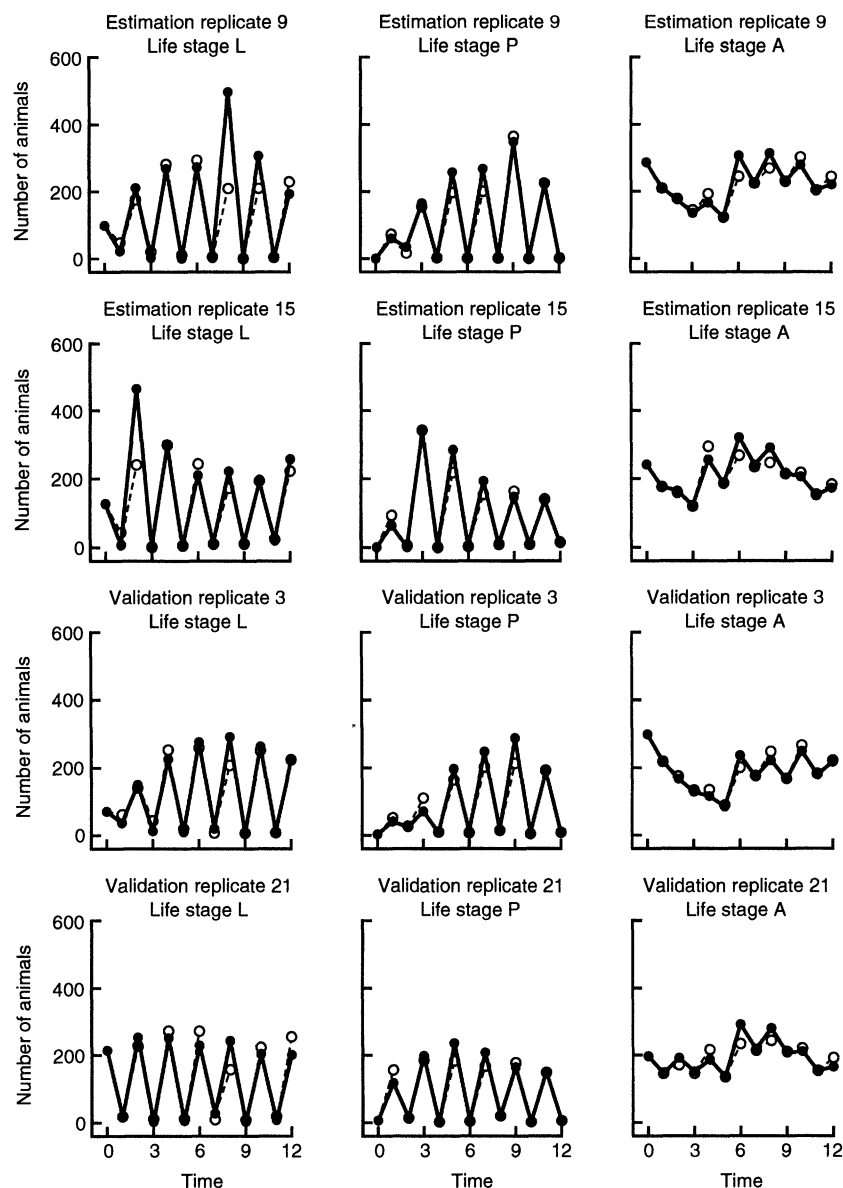 Estimation replicate 9
Life stage L
Estimation replicate 9
Life stage P
Estimation replicate 9
Life stage A
Number of animals
600
400
200
0
Estimation replicate 15
Life stage L
Estimation replicate 15
Life stage P
Estimation replicate 15
Life stage A
Number of animals
600
400
200
0
Validation replicate 3
Life stage L
Validation replicate 3
Life stage P
Validation replicate 3
Life stage A
Number of animals
600
400
200
0
Validation replicate 21
Life stage L
Validation replicate 21
Life stage P
Validation replicate 21
Life stage A
Number of animals
600
400
200
0
0 3 6 9 12
Time
0 3 6 9 12
Time
0 3 6 9 12
Time